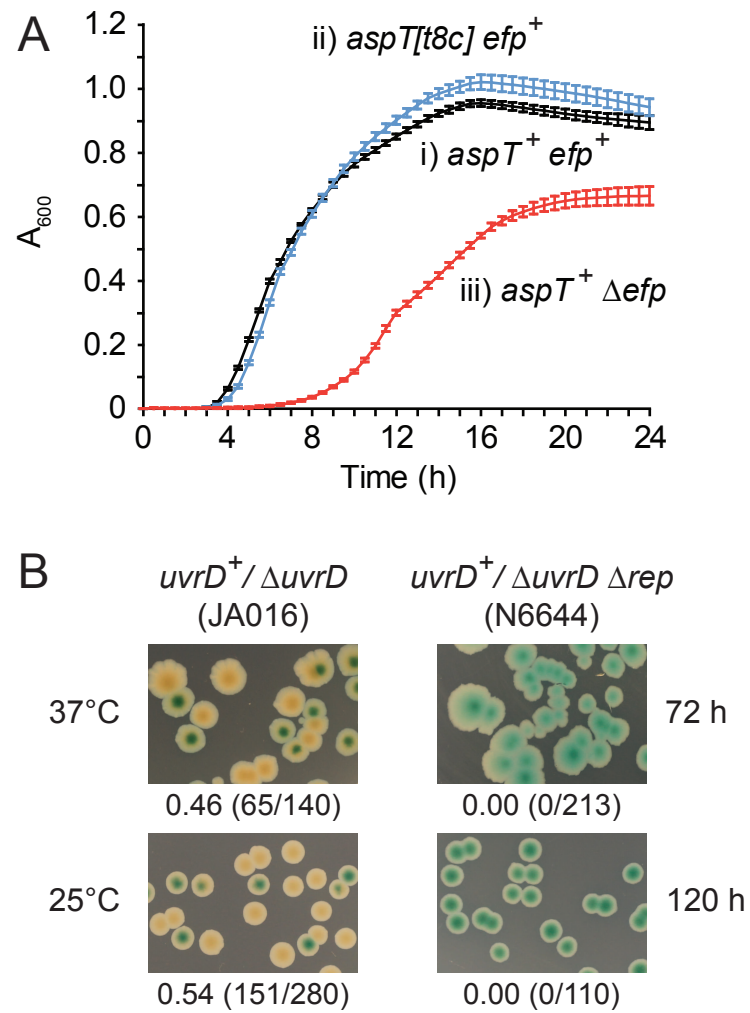 A
1.2
1.0
0.8
0.6
0.4
0.2
0
A600
ii) aspT[t8c] efp+
i) aspT+ efp+
iii) aspT+ Δefp
0 4 8 12 16 20 24
Time (h)
B
uvrD+/ ΔuvrD uvrD+/ ΔuvrD Δrep
(JA016) (N6644)
37°C 72 h
0.46 (65/140) 0.00 (0/213)
25°C 120 h
0.54 (151/280) 0.00 (0/110)